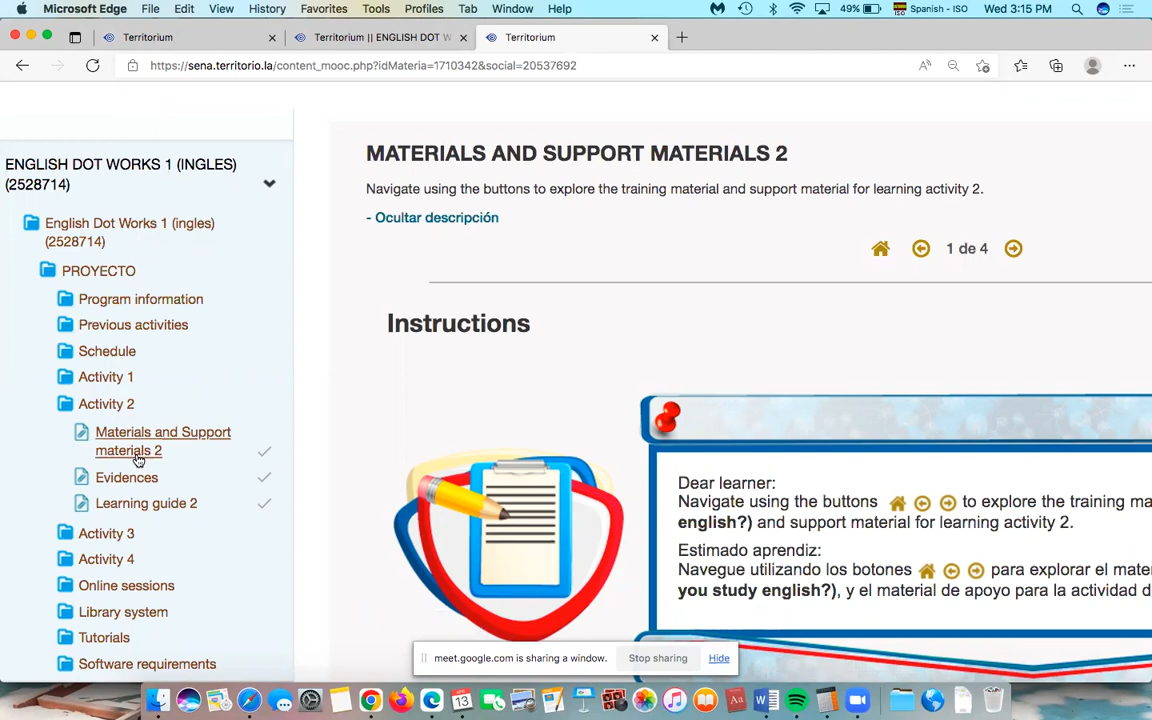 Microsoft Edge File Edit View History Favorites Tools Profiles Tab Window Help 49% Spanish - ISO Wed 3:15 PM
Territorium
Territorium || ENGLISH DOT W
Territorium
https://sena.territorio.la/content_mooc.php?idMateria=1710342&social=20537692
ENGLISH DOT WORKS 1 (INGLES)
(2528714)
English Dot Works 1 (ingles)
(2528714)
PROYECTO
Program information
Previous activities
Schedule
Activity 1
Activity 2
Materials and Support
materials 2
Evidences
Learning guide 2
Activity 3
Activity 4
Online sessions
Library system
Tutorials
Software requirements
MATERIALS AND SUPPORT MATERIALS 2
Navigate using the buttons to explore the training material and support material for learning activity 2.
- Ocultar descripción
1 de 4
Instructions
Dear learner:
Navigate using the buttons to explore the training ma
english?) and support material for learning activity 2.
Estimado aprendiz:
Navegue utilizando los botones para explorar el mate
you study english?), y el material de apoyo para la actividad d
meet.google.com is sharing a window. Stop sharing Hide